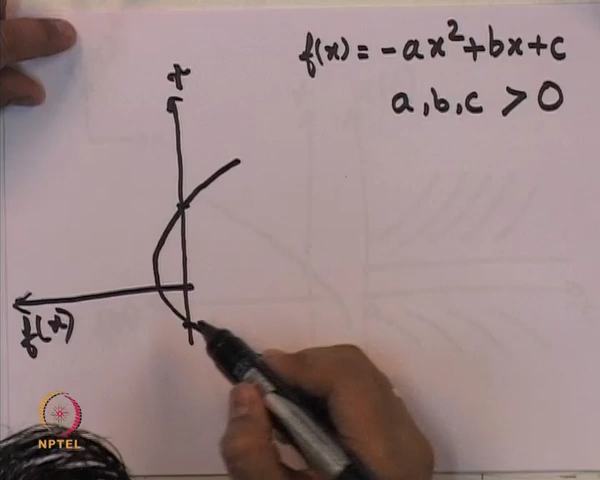 f(x) = -ax²+bx+c
a,b,c > 0
x
f(x)
NPTEL